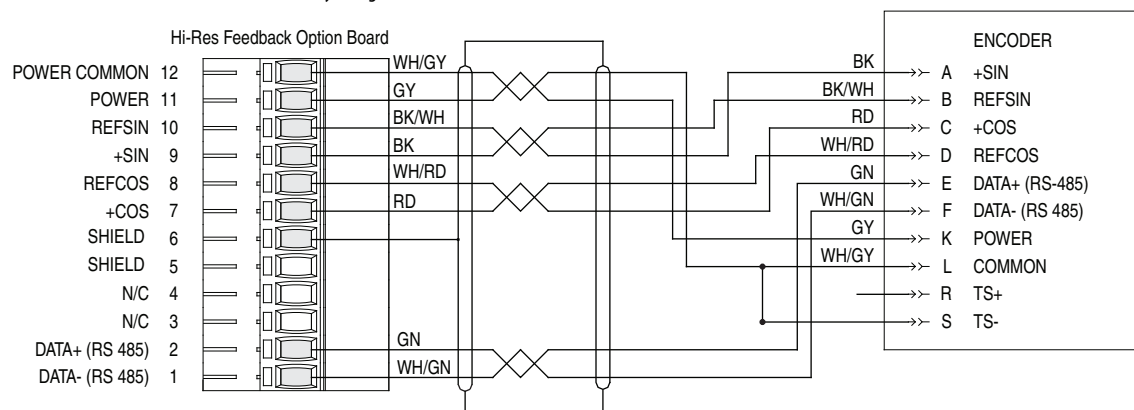 Hi-Res Feedback Option Board
POWER COMMON 12
POWER 11
REFSIN 10
+SIN 9
REFCOS 8
+COS 7
SHIELD 6
SHIELD 5
N/C 4
N/C 3
DATA+ (RS 485) 2
DATA- (RS 485) 1
WH/GY
GY
BK/WH
BK
WH/RD
RD
GN
WH/GN
BK
BK/WH
RD
WH/RD
GN
WH/GN
GY
WH/GY
ENCODER
A +SIN
B REFSIN
C +COS
D REFCOS
E DATA+ (RS-485)
F DATA- (RS 485)
K POWER
L COMMON
R TS+
S TS-